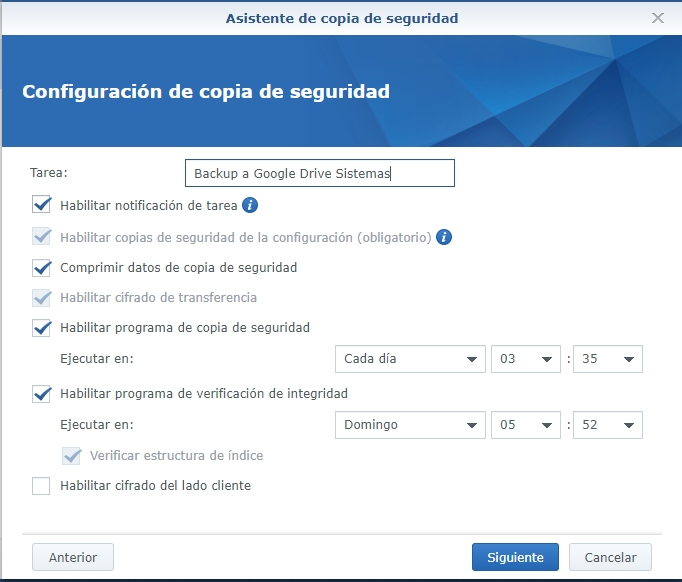 Asistente de copia de seguridad
Configuración de copia de seguridad
Tarea: Backup a Google Drive Sistemas
Habilitar notificación de tarea i
Habilitar copias de seguridad de la configuración (obligatorio) i
Comprimir datos de copia de seguridad
Habilitar cifrado de transferencia
Habilitar programa de copia de seguridad
Ejecutar en: Cada día 03 : 35
Habilitar programa de verificación de integridad
Ejecutar en: Domingo 05 : 52
Verificar estructura de índice
Habilitar cifrado del lado cliente
Anterior Siguiente Cancelar